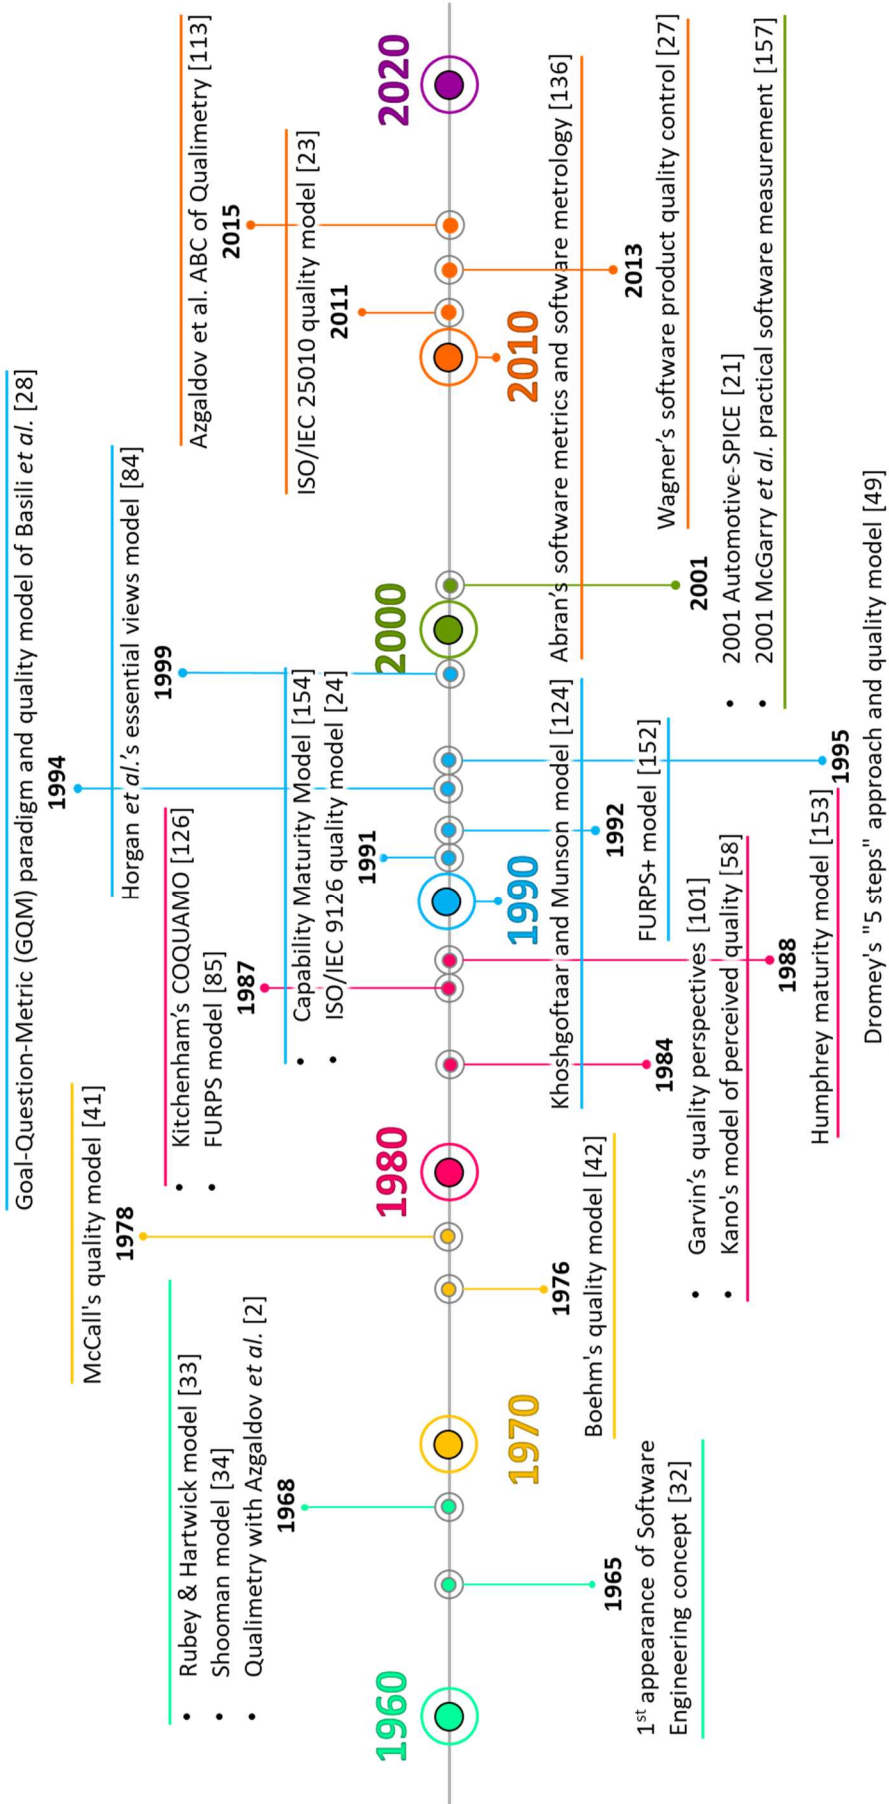 1960
1st appearance of Software
Engineering concept [32]
1965
• Rubey & Hartwick model [33]
• Shooman model [34]
• Qualimetry with Azgaldov et al. [2]
1968
1970
1976
Boehm's quality model [42]
McCall's quality model [41]
1978
1980
1984
• Garvin's quality perspectives [101]
• Kano's model of perceived quality [58]
• Kitchenham's COQUAMO [126]
• FURPS model [85]
1987
1988
Humphrey maturity model [153]
1990
Khoshgoftaar and Munson model [124]
• Capability Maturity Model [154]
• ISO/IEC 9126 quality model [24]
1991
1992
FURPS+ model [152]
Goal-Question-Metric (GQM) paradigm and quality model of Basili et al. [28]
1994
1995
Dromey's "5 steps" approach and quality model [49]
Horgan et al.'s essential views model [84]
1999
2000
2001
• 2001 Automotive-SPICE [21]
• 2001 McGarry et al. practical software measurement [157]
2010
Abran's software metrics and software metrology [136]
ISO/IEC 25010 quality model [23]
2011
2013
Wagner's software product quality control [27]
Azgaldov et al. ABC of Qualimetry [113]
2015
2020